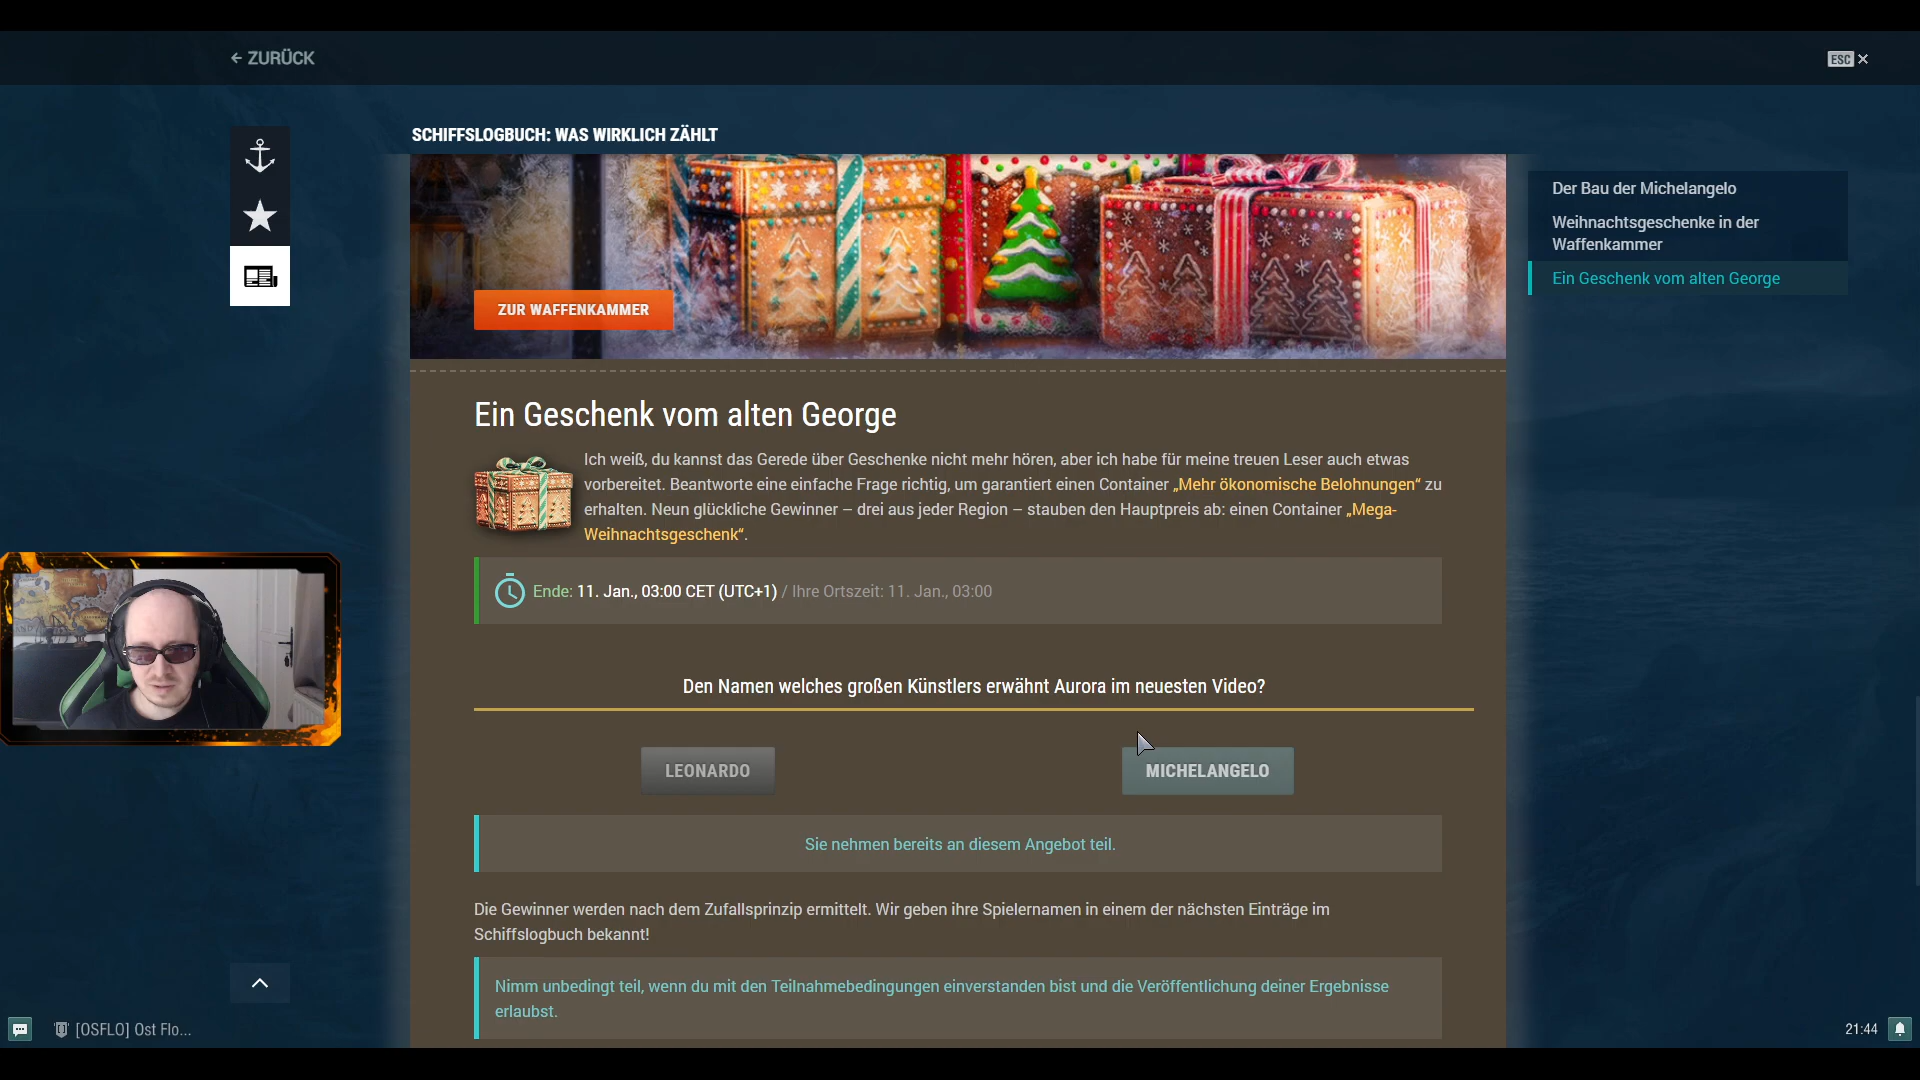 ← ZURÜCK
ESC ×
SCHIFFSLOGBUCH: WAS WIRKLICH ZÄHLT
ZUR WAFFENKAMMER
Der Bau der Michelangelo
Weihnachtsgeschenke in der
Waffenkammer
Ein Geschenk vom alten George
Ein Geschenk vom alten George
Ich weiß, du kannst das Gerede über Geschenke nicht mehr hören, aber ich habe für meine treuen Leser auch etwas
vorbereitet. Beantworte eine einfache Frage richtig, um garantiert einen Container „Mehr ökonomische Belohnungen“ zu
erhalten. Neun glückliche Gewinner – drei aus jeder Region – stauben den Hauptpreis ab: einen Container „Mega-
Weihnachtsgeschenk“.
Ende: 11. Jan., 03:00 CET (UTC+1) / Ihre Ortszeit: 11. Jan., 03:00
Den Namen welches großen Künstlers erwähnt Aurora im neuesten Video?
LEONARDO
MICHELANGELO
Sie nehmen bereits an diesem Angebot teil.
Die Gewinner werden nach dem Zufallsprinzip ermittelt. Wir geben ihre Spielernamen in einem der nächsten Einträge im
Schiffslogbuch bekannt!
Nimm unbedingt teil, wenn du mit den Teilnahmebedingungen einverstanden bist und die Veröffentlichung deiner Ergebnisse
erlaubst.
[OSFLO] Ost Flo...
21:44